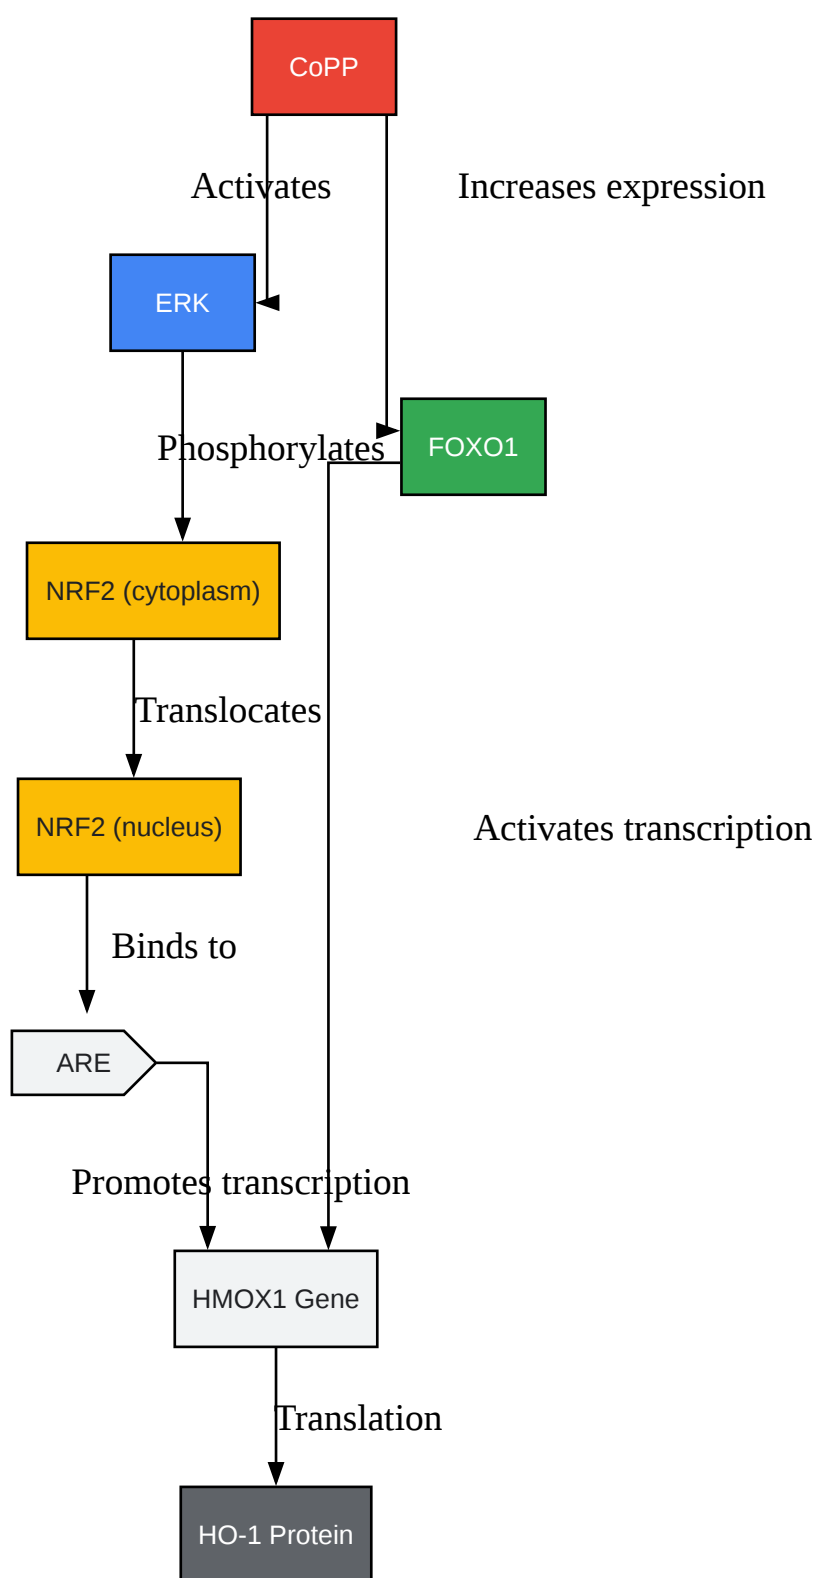 CoPP
Activates
Increases expression
ERK
FOXO1
Phosphorylates
NRF2 (cytoplasm)
Translocates
NRF2 (nucleus)
Activates transcription
Binds to
ARE
Promotes transcription
HMOX1 Gene
Translation
HO-1 Protein